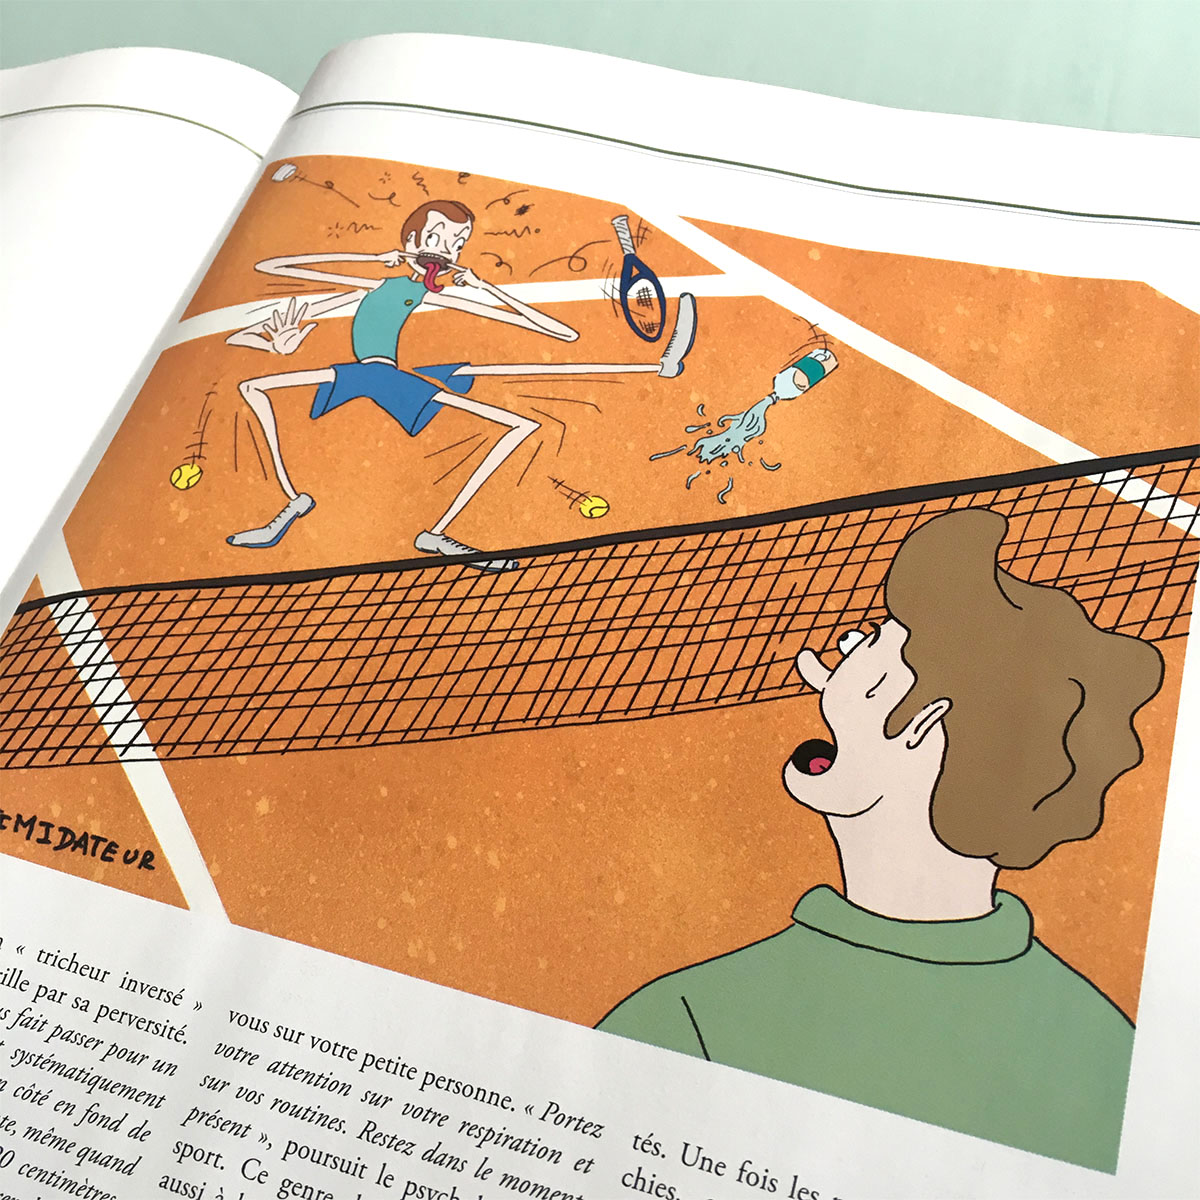 IMIDATEUR
« tricheur inversé »
ille par sa perversité.
s fait passer pour un
systématiquement
côté en fond de
te, même quand
0 centimètres
vous sur votre petite personne. « Portez
votre attention sur votre respiration et
sur vos routines. Restez dans le moment
présent », poursuit le psych
sport. Ce genre
aussi à
tés. Une fois les
chies.